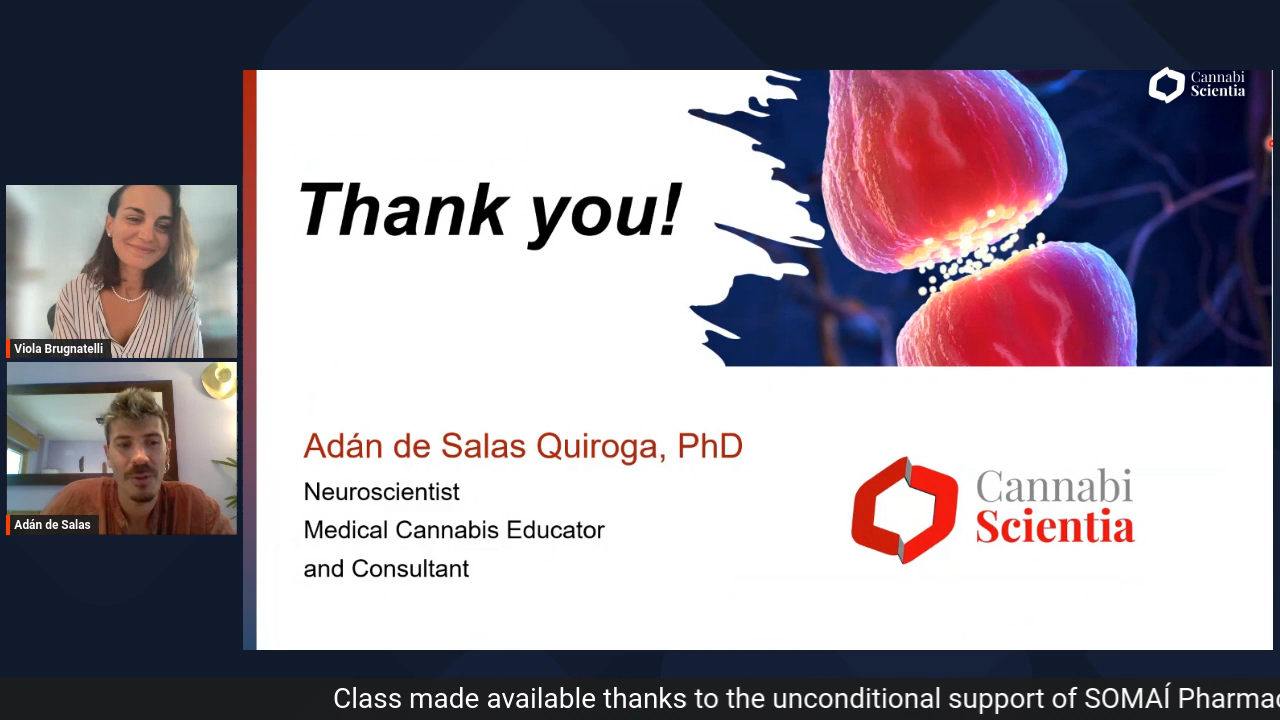 Cannabi
Scientia
Thank you!
Viola Brugnatelli
Adán de Salas Quiroga, PhD
Neuroscientist
Medical Cannabis Educator
and Consultant
Cannabi
Scientia
Adán de Salas
Class made available thanks to the unconditional support of SOMAÍ